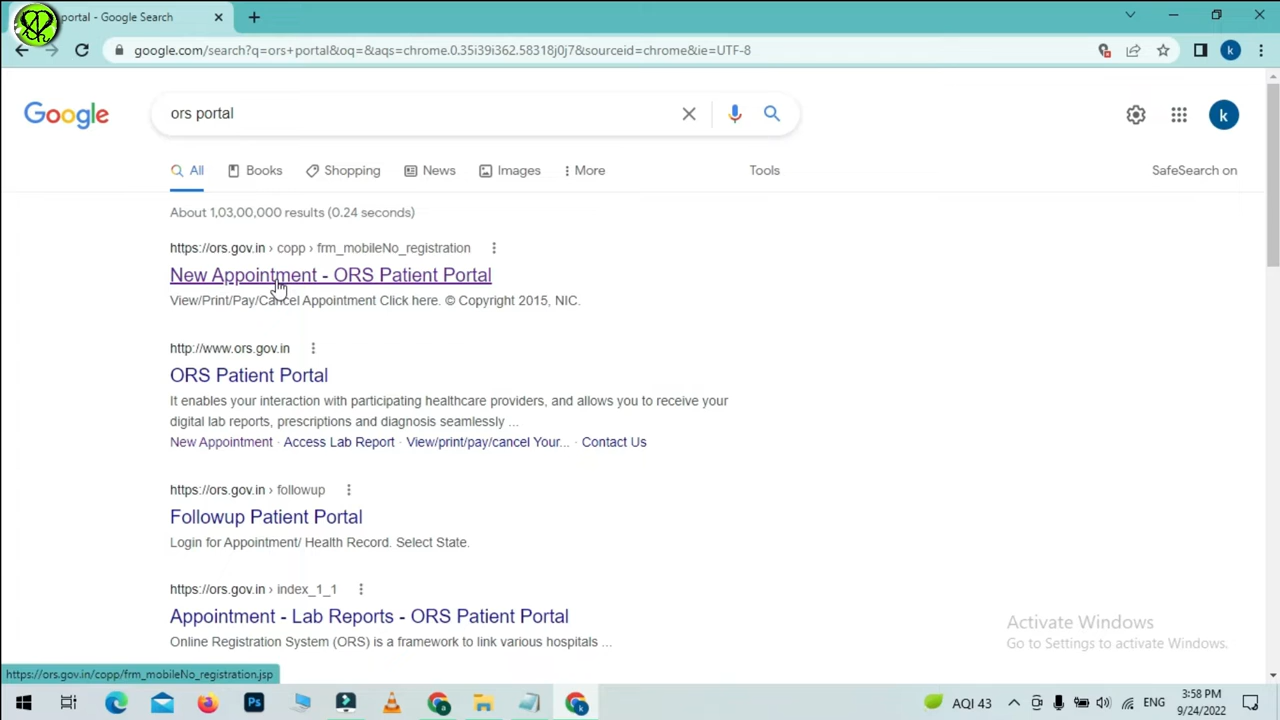 portal - Google Search
google.com/search?q=ors+portal&oq=&aqs=chrome.0.35i39i362.58318j0j7&sourceid=chrome&ie=UTF-8
k
Google
ors portal
k
All
Books
Shopping
News
Images
More
Tools
SafeSearch on
About 1,03,00,000 results (0.24 seconds)
https://ors.gov.in › copp › frm_mobileNo_registration
New Appointment - ORS Patient Portal
View/Print/Pay/Cancel Appointment Click here. © Copyright 2015, NIC.
http://www.ors.gov.in
ORS Patient Portal
It enables your interaction with participating healthcare providers, and allows you to receive your
digital lab reports, prescriptions and diagnosis seamlessly ...
New Appointment · Access Lab Report · View/print/pay/cancel Your... · Contact Us
https://ors.gov.in › followup
Followup Patient Portal
Login for Appointment/ Health Record. Select State.
https://ors.gov.in › index_1_1
Appointment - Lab Reports - ORS Patient Portal
Online Registration System (ORS) is a framework to link various hospitals ...
Activate Windows
Go to Settings to activate Windows.
https://ors.gov.in/copp/frm_mobileNo_registration.jsp
Ps
AQI 43
ENG
3:58 PM
9/24/2022